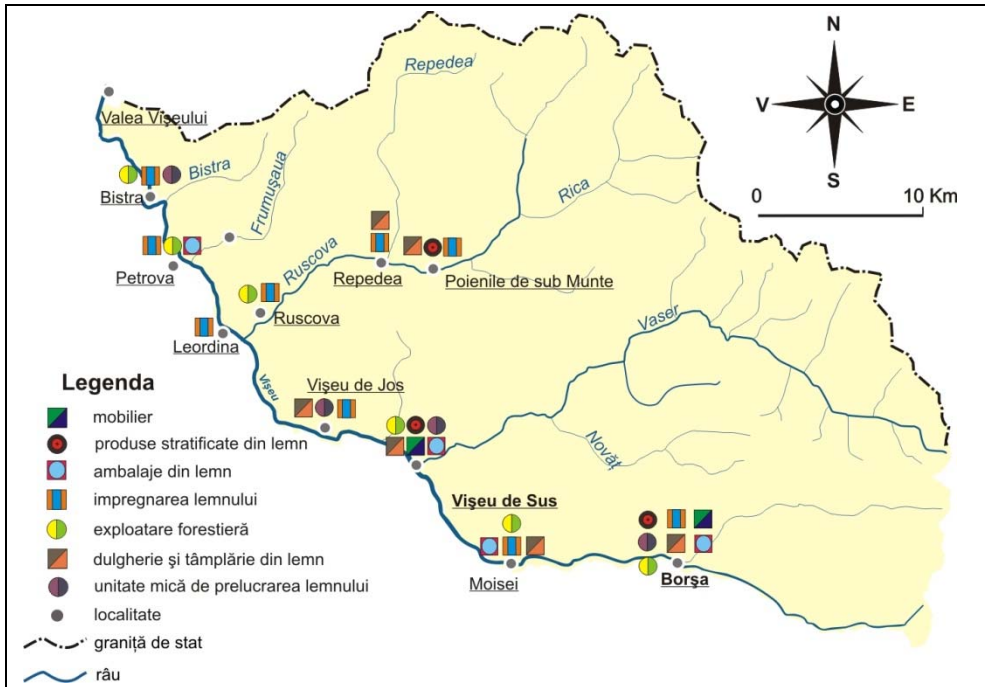 N
V E
S
0 10 Km
Valea Vişeului
Repedea
Bistra
Bistra
Frumuşaua
Rica
Petrova
Ruscova
Repedea
Poienile de sub Munte
Ruscova
Leordina
Vaser
Vişeu
Vişeu de Jos
Novăţ
Vişeu de Sus
Moisei
Borşa
Legenda
mobilier
produse stratificate din lemn
ambalaje din lemn
impregnarea lemnului
exploatare forestieră
dulgherie şi tâmplărie din lemn
unitate mică de prelucrarea lemnului
localitate
graniță de stat
râu